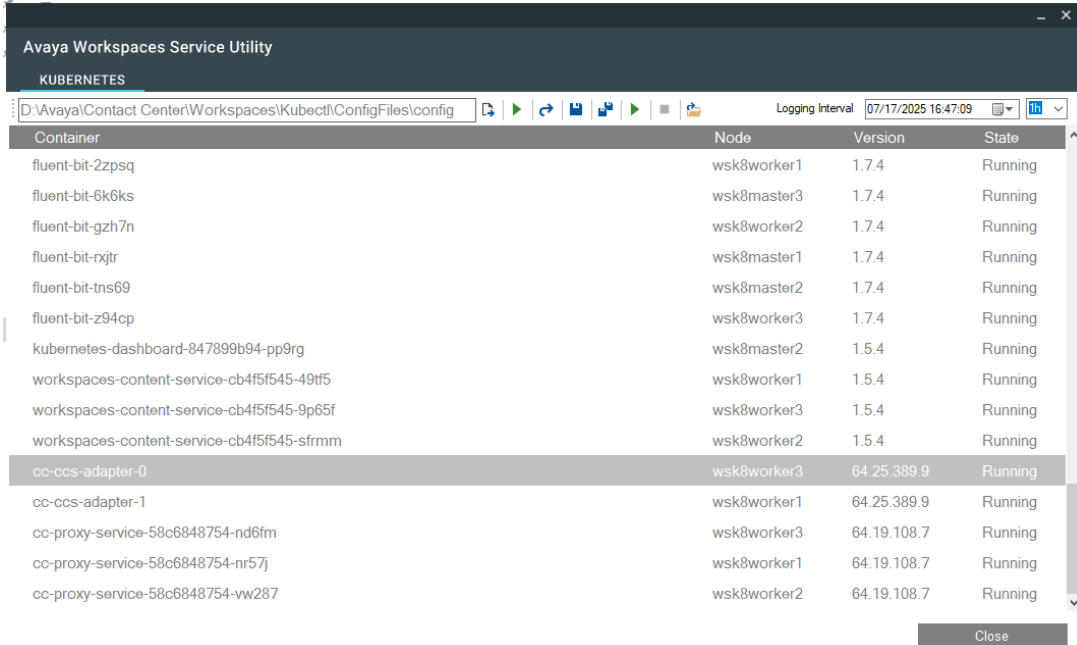 Avaya Workspaces Service Utility
KUBERNETES
D:\Avaya\Contact Center\Workspaces\Kubectl\ConfigFiles\config Logging Interval 07/17/2025 16:47:09 1h
Container Node Version State
fluent-bit-2zpsq wsk8worker1 1.7.4 Running
fluent-bit-6k6ks wsk8master3 1.7.4 Running
fluent-bit-gzh7n wsk8worker2 1.7.4 Running
fluent-bit-rxjtr wsk8master1 1.7.4 Running
fluent-bit-tns69 wsk8master2 1.7.4 Running
fluent-bit-z94cp wsk8worker3 1.7.4 Running
kubernetes-dashboard-847899b94-pp9rg wsk8master2 1.5.4 Running
workspaces-content-service-cb4f5f545-49tf5 wsk8worker1 1.5.4 Running
workspaces-content-service-cb4f5f545-9p65f wsk8worker3 1.5.4 Running
workspaces-content-service-cb4f5f545-sfrmm wsk8worker2 1.5.4 Running
cc-ccs-adapter-0 wsk8worker3 64.25.389.9 Running
cc-ccs-adapter-1 wsk8worker1 64.25.389.9 Running
cc-proxy-service-58c6848754-nd6fm wsk8worker3 64.19.108.7 Running
cc-proxy-service-58c6848754-nr57j wsk8worker1 64.19.108.7 Running
cc-proxy-service-58c6848754-vw287 wsk8worker2 64.19.108.7 Running
Close